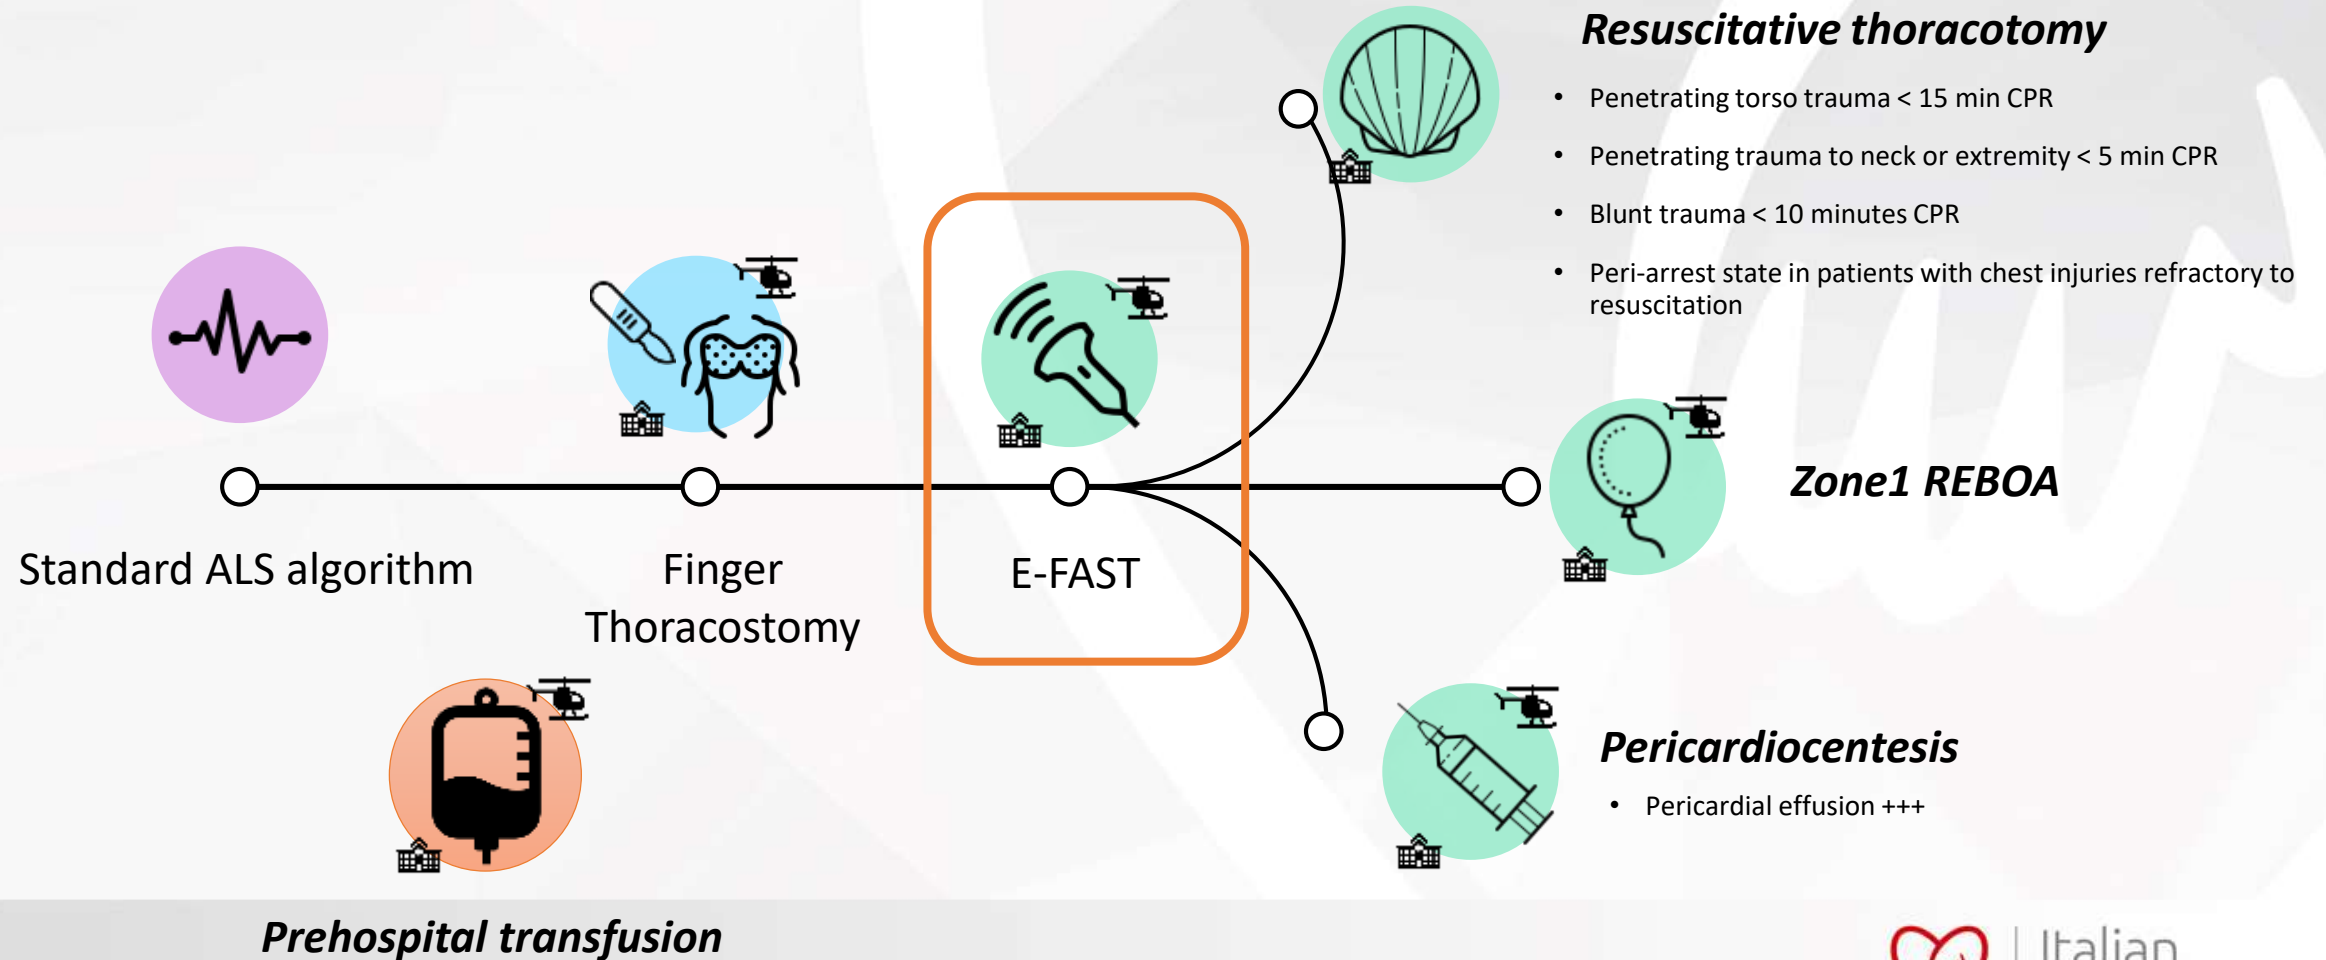 Resuscitative thoracotomy
• Penetrating torso trauma < 15 min CPR
• Penetrating trauma to neck or extremity < 5 min CPR
• Blunt trauma < 10 minutes CPR
• Peri-arrest state in patients with chest injuries refractory to
resuscitation
Zone1 REBOA
Standard ALS algorithm
Finger
Thoracostomy
E-FAST
Pericardiocentesis
• Pericardial effusion +++
Prehospital transfusion
Italian